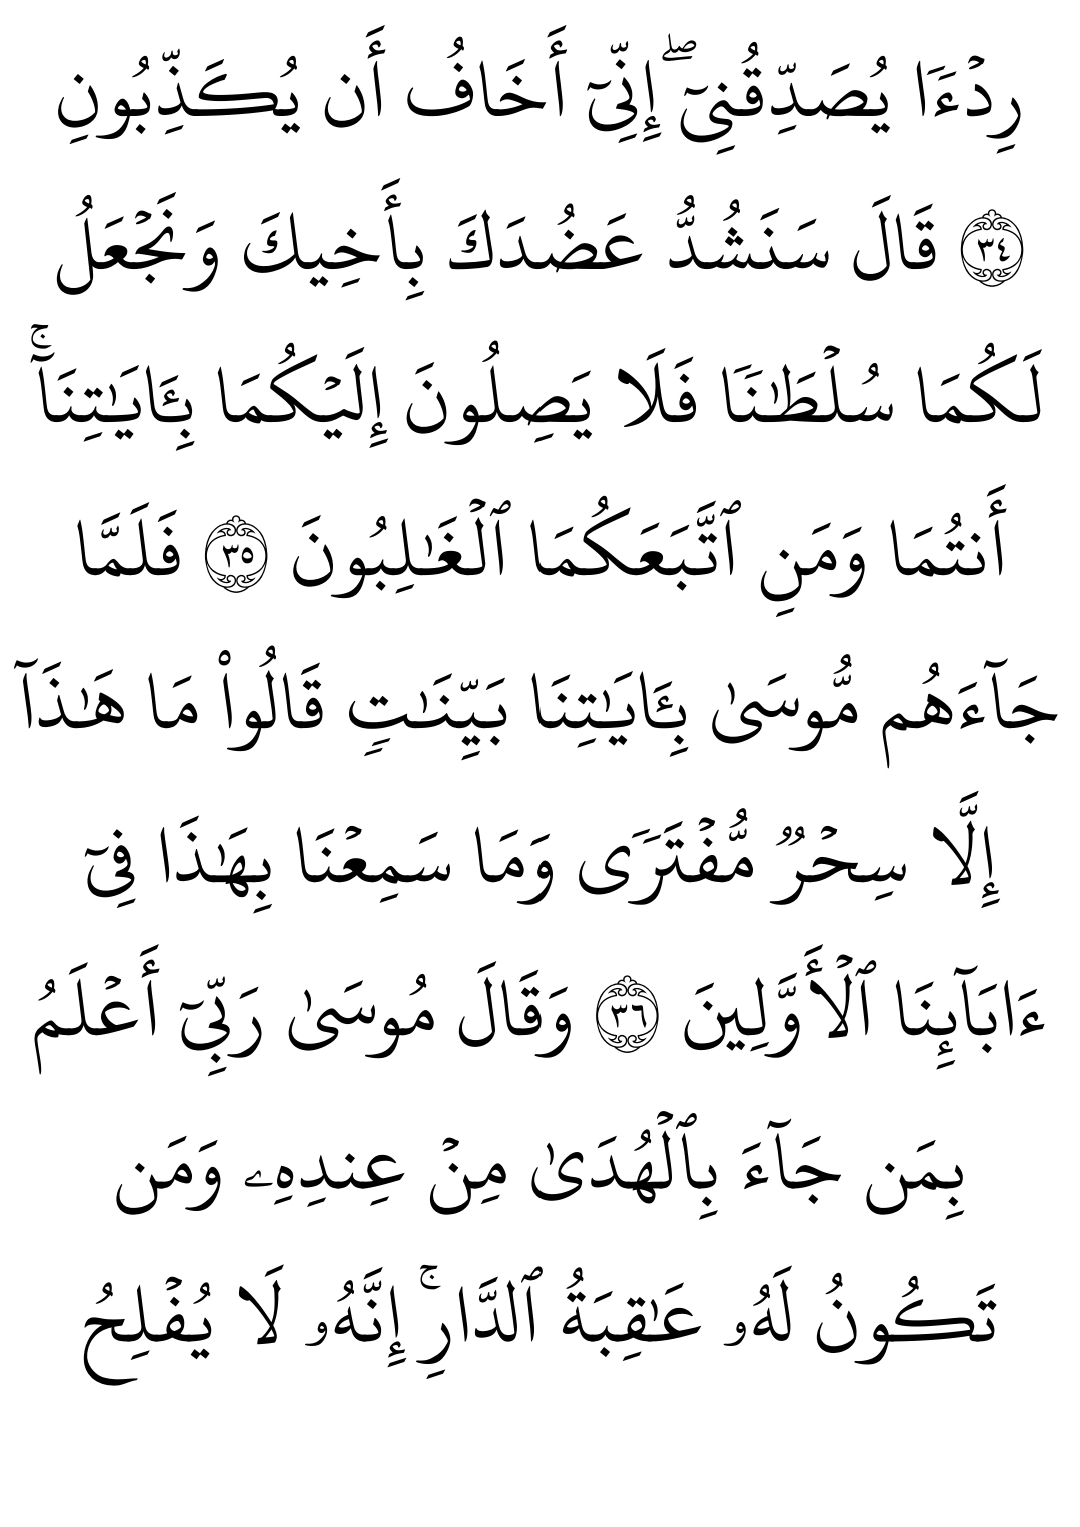 رِدۡءٗا يُصَدِّقُنِيٓۖ إِنِّيٓ أَخَافُ أَن يُكَذِّبُونِ
٣٤ قَالَ سَنَشُدُّ عَضُدَكَ بِأَخِيكَ وَنَجۡعَلُ
لَكُمَا سُلۡطَٰنٗا فَلَا يَصِلُونَ إِلَيۡكُمَا بِـَٔايَٰتِنَآۚ
أَنتُمَا وَمَنِ ٱتَّبَعَكُمَا ٱلۡغَٰلِبُونَ ٣٥ فَلَمَّا
جَآءَهُم مُّوسَىٰ بِـَٔايَٰتِنَا بَيِّنَٰتٖ قَالُواْ مَا هَٰذَآ
إِلَّا سِحۡرٞ مُّفۡتَرٗى وَمَا سَمِعۡنَا بِهَٰذَا فِيٓ
ءَابَآئِنَا ٱلۡأَوَّلِينَ ٣٦ وَقَالَ مُوسَىٰ رَبِّيٓ أَعۡلَمُ
بِمَن جَآءَ بِٱلۡهُدَىٰ مِنۡ عِندِهِۦ وَمَن
تَكُونُ لَهُۥ عَٰقِبَةُ ٱلدَّارِۚ إِنَّهُۥ لَا يُفۡلِحُ